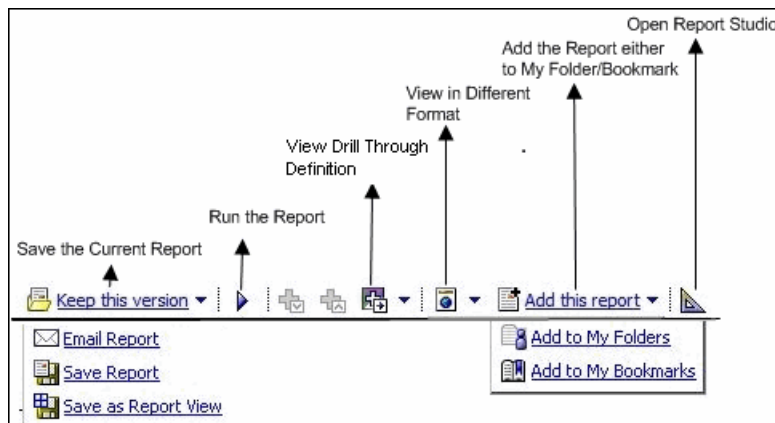 Open Report Studio
Add the Report either
to My Folder/Bookmark
View in Different
Format
View Drill Through
Definition
Run the Report
Save the Current Report
Keep this version
Add this report
Email Report
Save Report
Save as Report View
Add to My Folders
Add to My Bookmarks